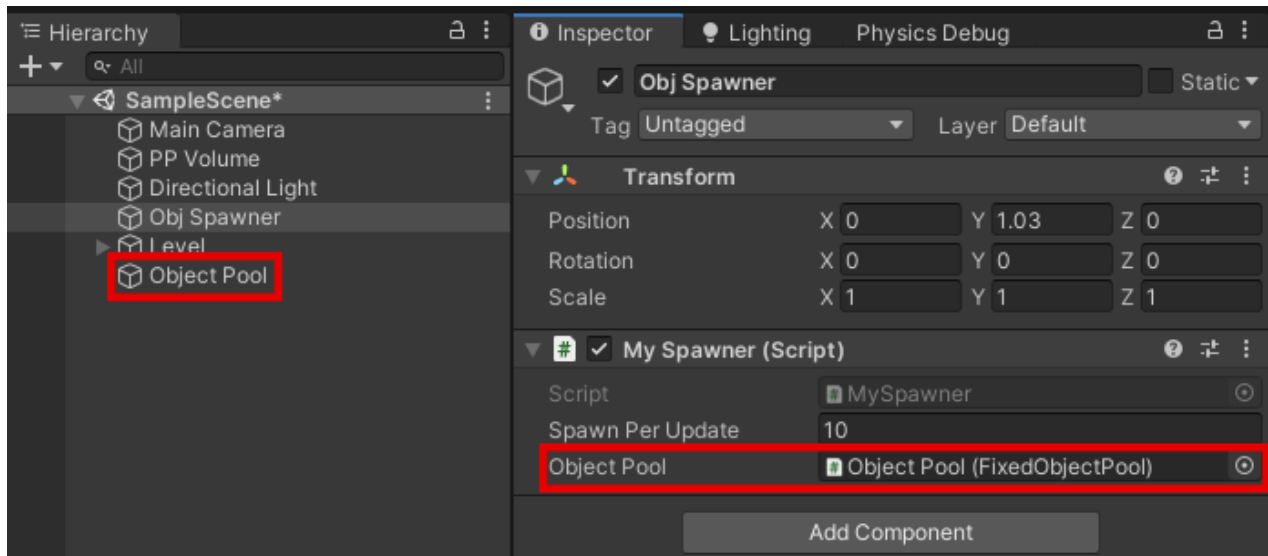 Hierarchy
All
SampleScene*
Main Camera
PP Volume
Directional Light
Obj Spawner
Level
Object Pool
Inspector Lighting Physics Debug
Obj Spawner Static
Tag Untagged Layer Default
Transform
Position X 0 Y 1.03 Z 0
Rotation X 0 Y 0 Z 0
Scale X 1 Y 1 Z 1
# My Spawner (Script)
Script # MySpawner
Spawn Per Update 10
Object Pool # Object Pool (FixedObjectPool)
Add Component